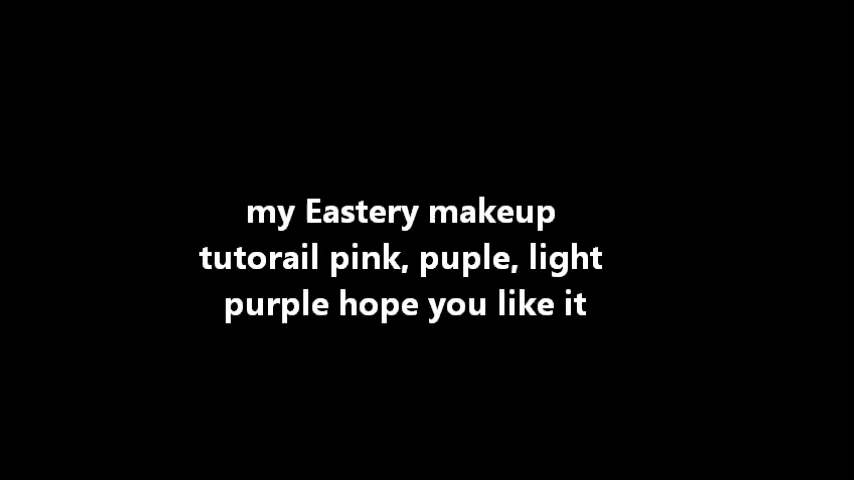 my Eastery makeup
tutorail pink, puple, light
purple hope you like it